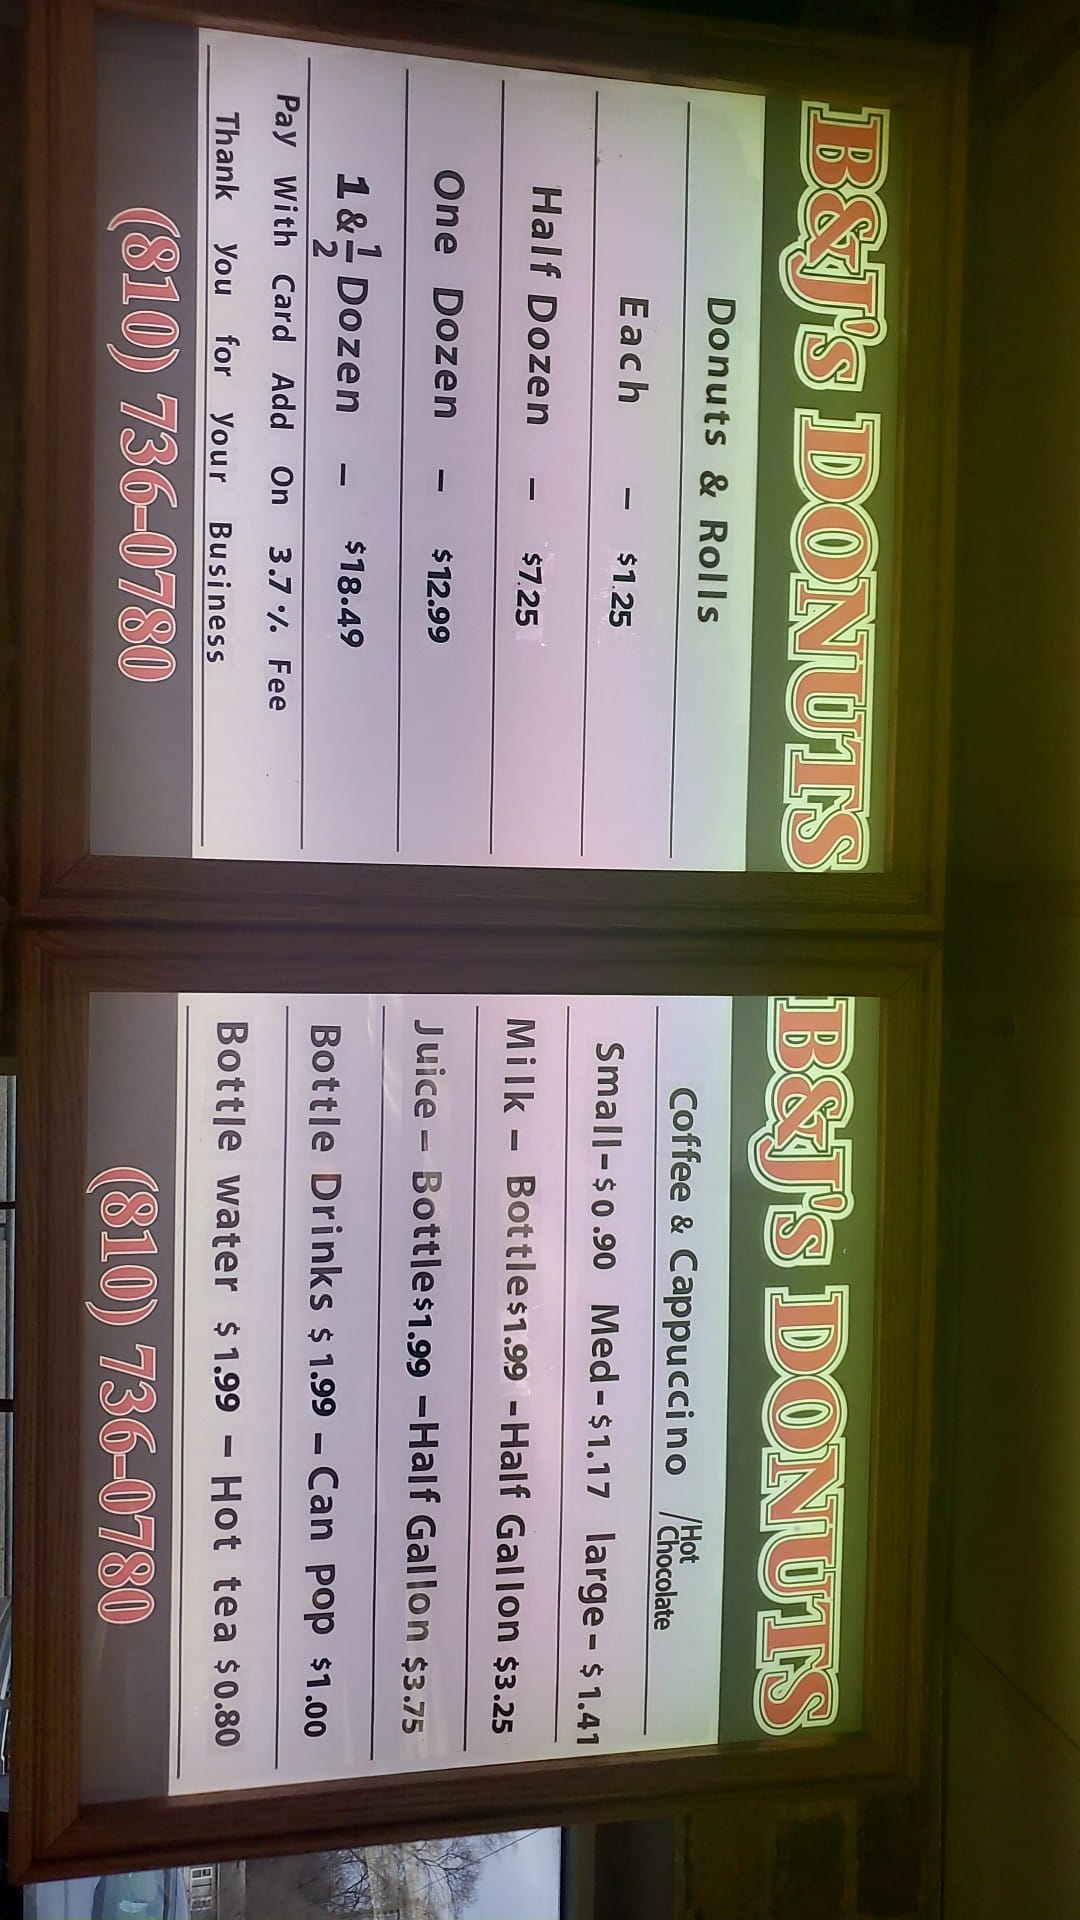 B&J's DONUTS
Donuts & Rolls
Each - $1.25
Half Dozen - $7.25
One Dozen - $12.99
1 & 1/2 Dozen - $18.49
Pay With Card Add On 3.7% Fee
Thank you for your Business
(810) 736-0780
B&J's DONUTS
Coffee & Cappuccino /Hot /Chocolate
Small-$0.90 Med-$1.17 large-$1.41
Milk - Bottle$1.99 -Half Gallon $3.25
Juice - Bottle$1.99 -Half Gallon $3.75
Bottle Drinks $1.99 - Can pop $1.00
Bottle water $1.99 - Hot tea $0.80
(810) 736-0780